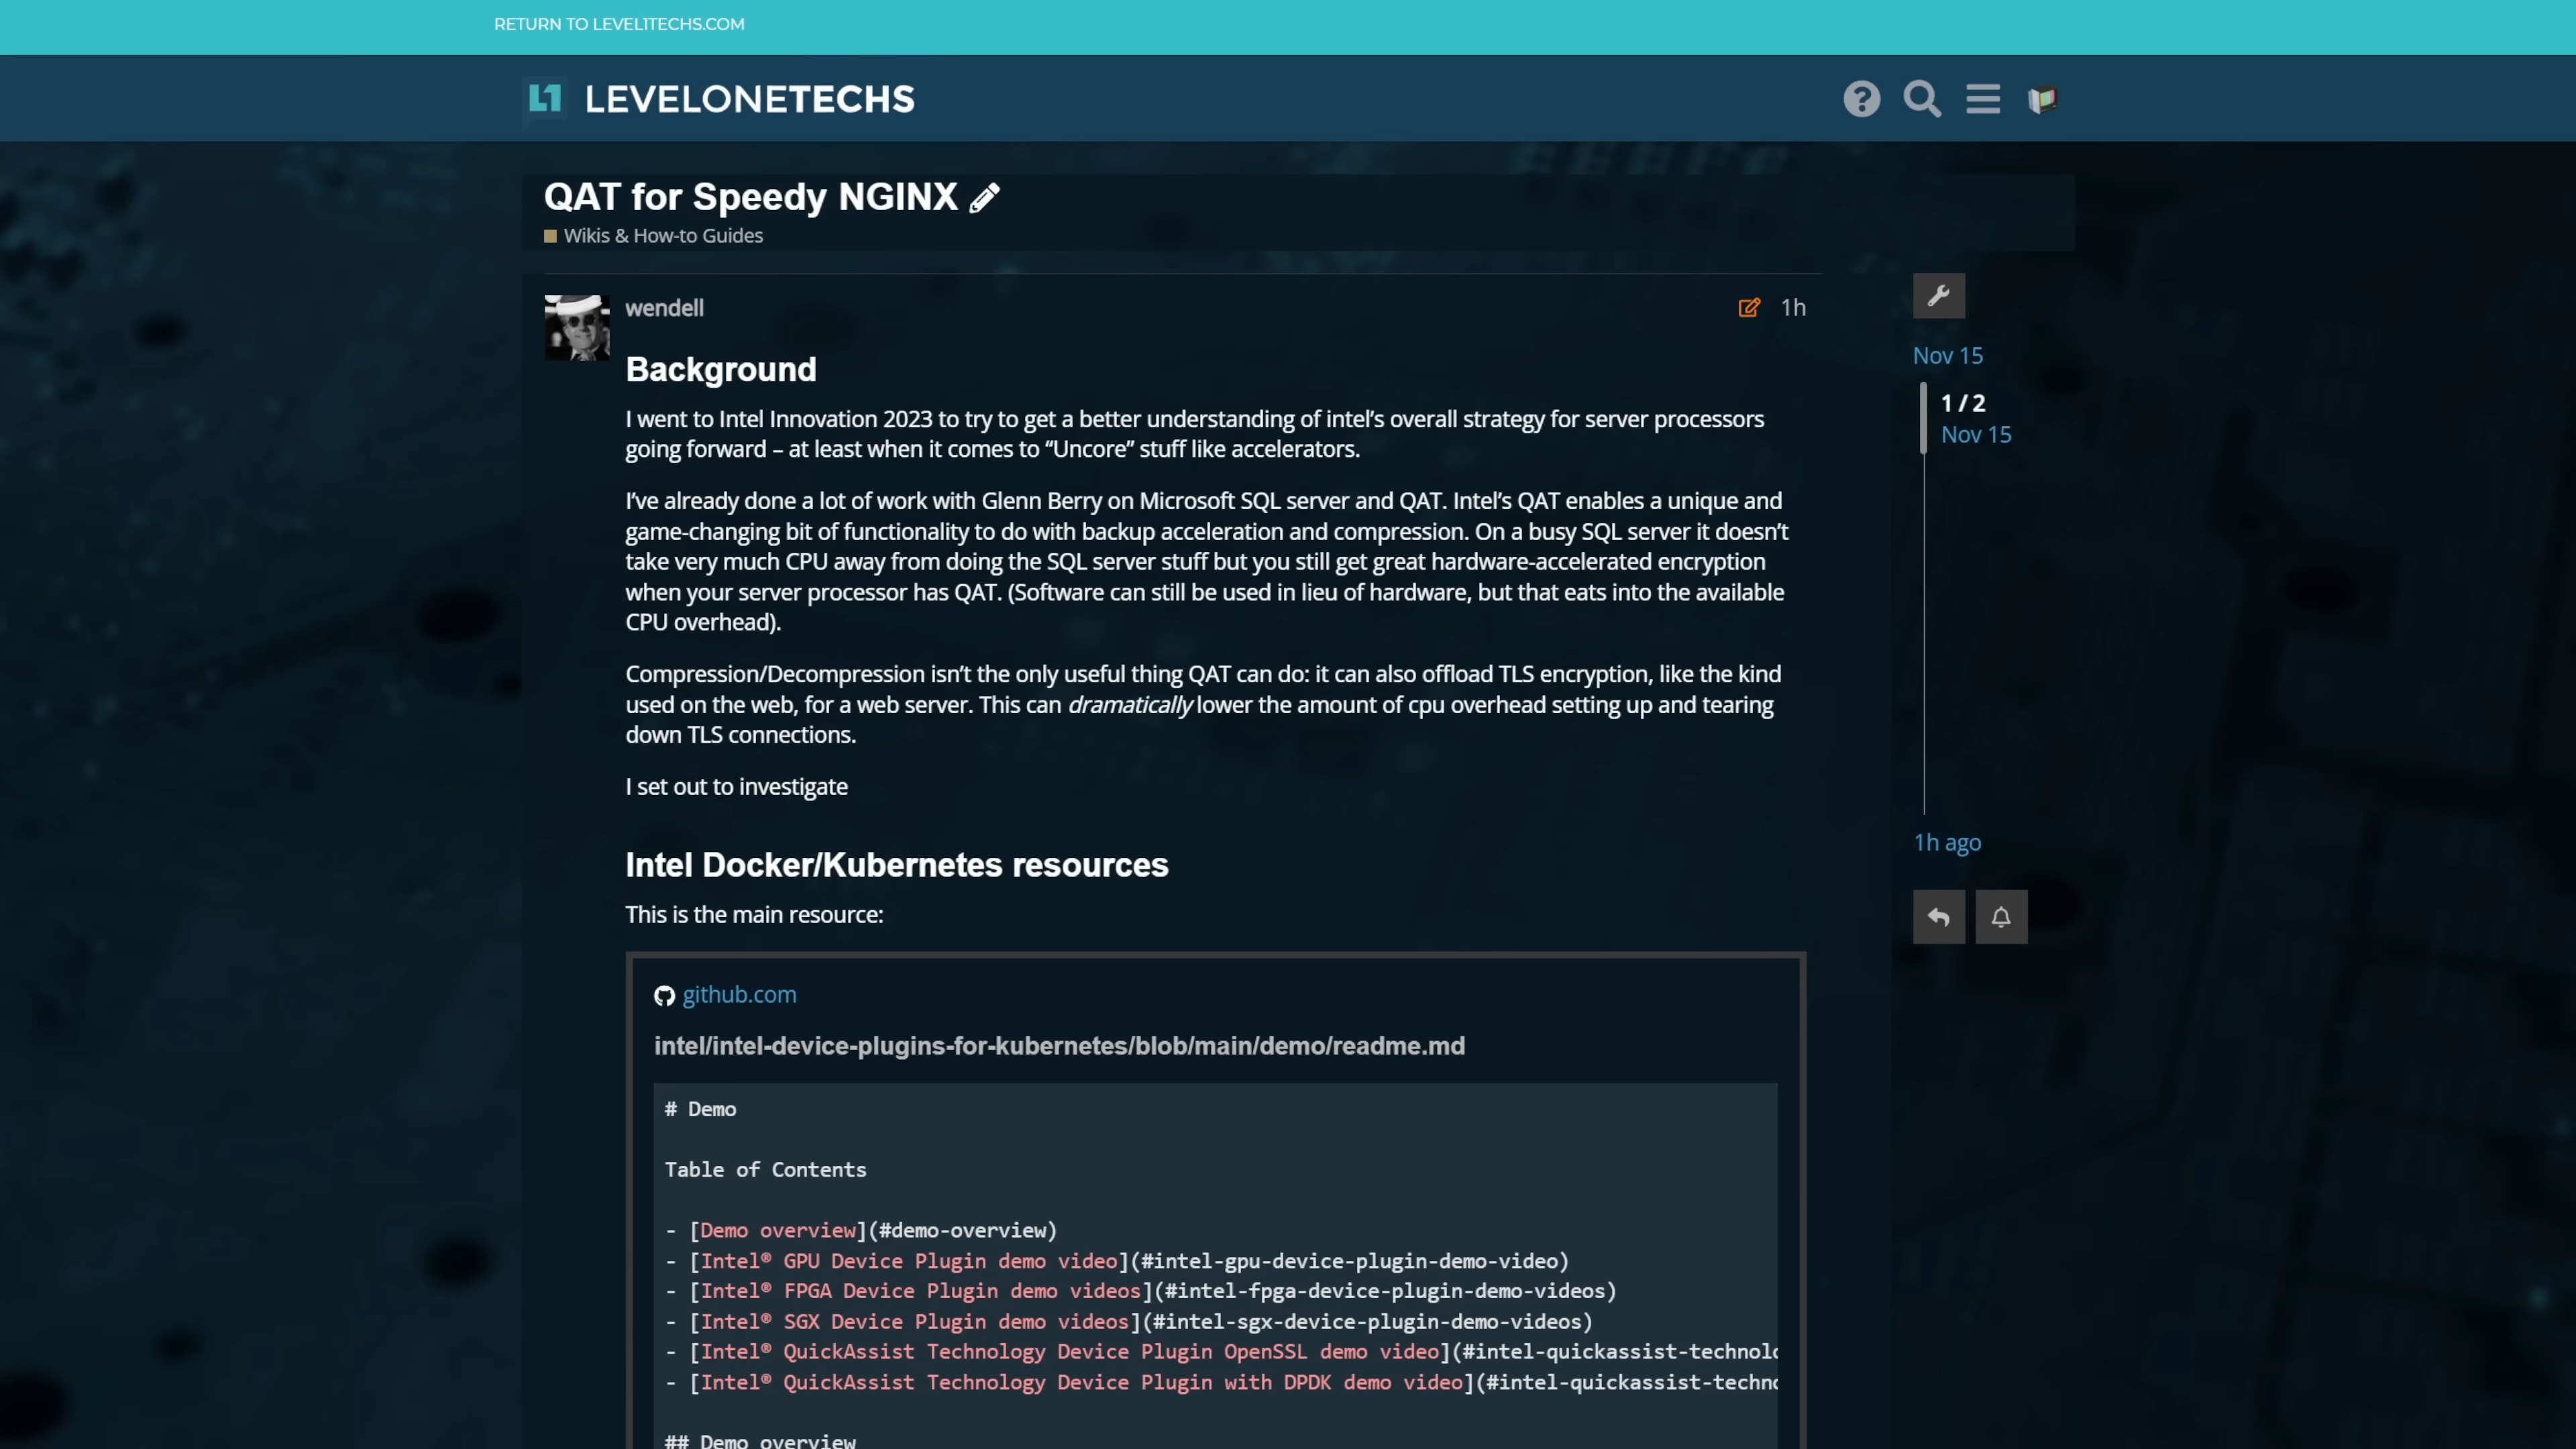 RETURN TO LEVEL1TECHS.COM
L1 LEVELONETECHS
QAT for Speedy NGINX
Wikis & How-to Guides
wendell
1h
Background
I went to Intel Innovation 2023 to try to get a better understanding of intel’s overall strategy for server processors
going forward – at least when it comes to “Uncore” stuff like accelerators.
I’ve already done a lot of work with Glenn Berry on Microsoft SQL server and QAT. Intel’s QAT enables a unique and
game-changing bit of functionality to do with backup acceleration and compression. On a busy SQL server it doesn’t
take very much CPU away from doing the SQL server stuff but you still get great hardware-accelerated encryption
when your server processor has QAT. (Software can still be used in lieu of hardware, but that eats into the available
CPU overhead).
Compression/Decompression isn’t the only useful thing QAT can do: it can also offload TLS encryption, like the kind
used on the web, for a web server. This can dramatically lower the amount of cpu overhead setting up and tearing
down TLS connections.
I set out to investigate
Intel Docker/Kubernetes resources
This is the main resource:
github.com
intel/intel-device-plugins-for-kubernetes/blob/main/demo/readme.md
# Demo
Table of Contents
- [Demo overview](#demo-overview)
- [Intel® GPU Device Plugin demo video](#intel-gpu-device-plugin-demo-video)
- [Intel® FPGA Device Plugin demo videos](#intel-fpga-device-plugin-demo-videos)
- [Intel® SGX Device Plugin demo videos](#intel-sgx-device-plugin-demo-videos)
- [Intel® QuickAssist Technology Device Plugin OpenSSL demo video](#intel-quickassist-technolo
- [Intel® QuickAssist Technology Device Plugin with DPDK demo video](#intel-quickassist-techno
## Demo overview
Nov 15
1 / 2
Nov 15
1h ago